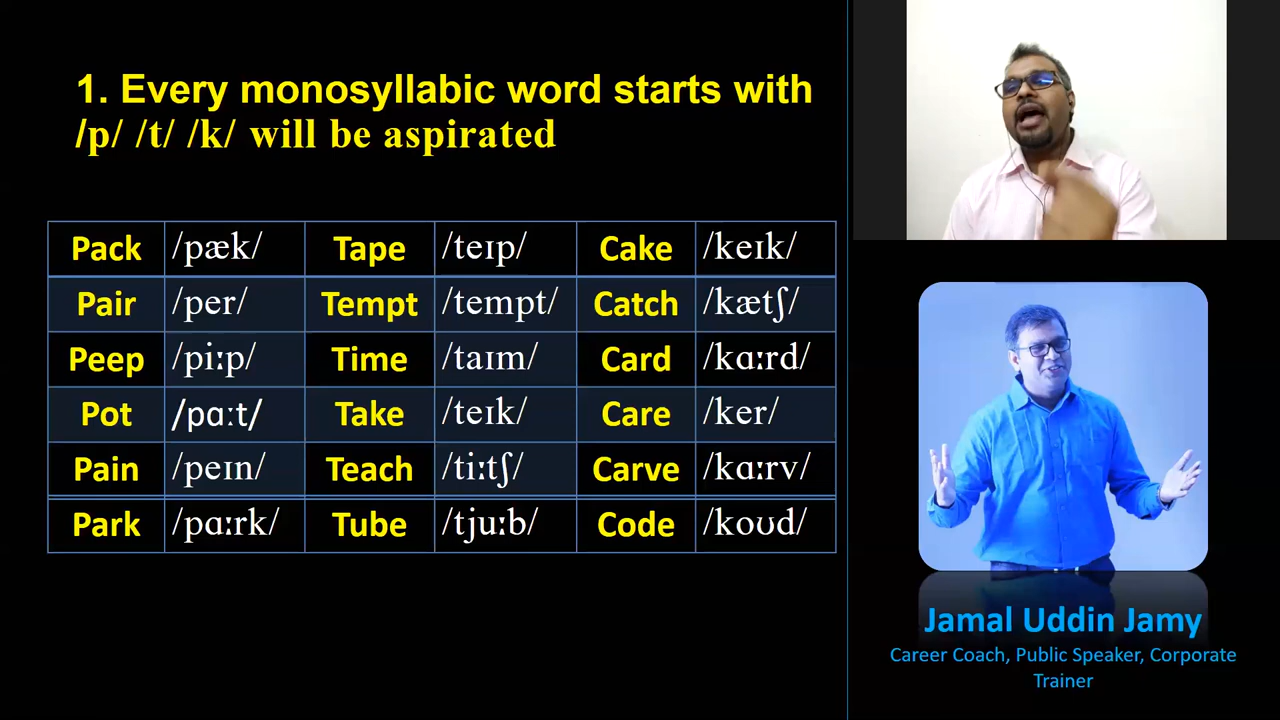 1. Every monosyllabic word starts with
/p/ /t/ /k/ will be aspirated
Pack /pæk/ Tape /teɪp/ Cake /keɪk/
Pair /per/ Tempt /tempt/ Catch /kætʃ/
Peep /piːp/ Time /taɪm/ Card /kɑːrd/
Pot /pɑːt/ Take /teɪk/ Care /ker/
Pain /peɪn/ Teach /tiːtʃ/ Carve /kɑːrv/
Park /pɑːrk/ Tube /tjuːb/ Code /koʊd/
Jamal Uddin Jamy
Career Coach, Public Speaker, Corporate
Trainer